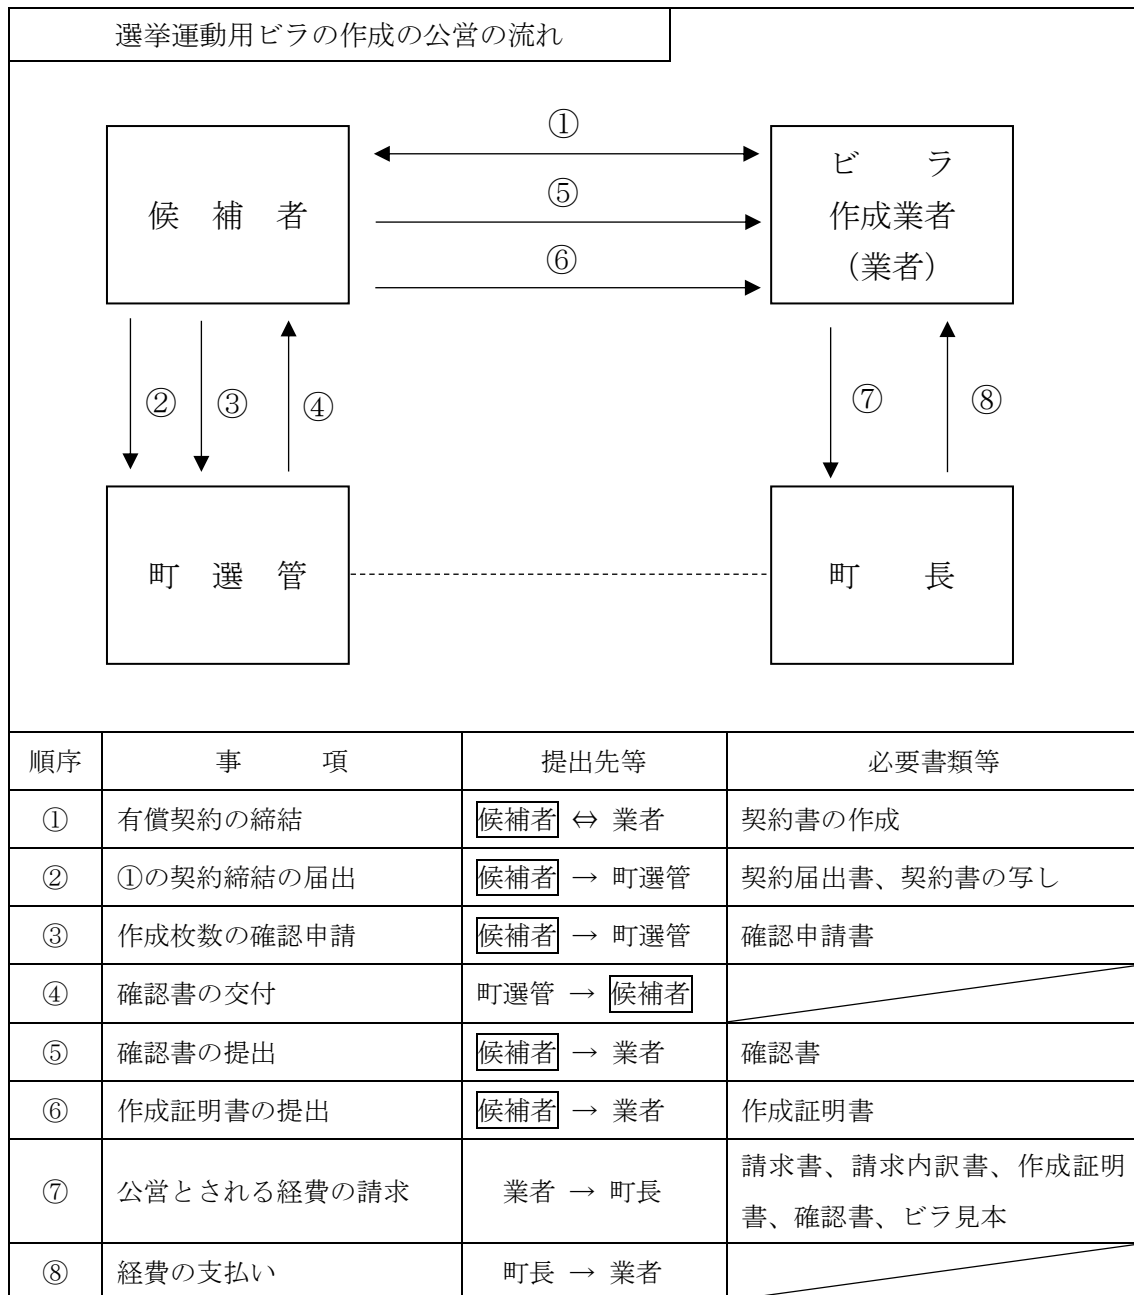 選挙運動用ビラの作成の公営の流れ
①
候　補　者
ビ　　ラ
作成業者
（業者）
⑤
⑥
②
③
④
⑦
⑧
町　選　管
町　　長
順序 事　　項 提出先等 必要書類等
① 有償契約の締結 候補者 ⇔ 業者 契約書の作成
② ①の契約締結の届出 候補者 → 町選管 契約届出書、契約書の写し
③ 作成枚数の確認申請 候補者 → 町選管 確認申請書
④ 確認書の交付 町選管 → 候補者
⑤ 確認書の提出 候補者 → 業者 確認書
⑥ 作成証明書の提出 候補者 → 業者 作成証明書
⑦ 公営とされる経費の請求 業者 → 町長 請求書、請求内訳書、作成証明
書、確認書、ビラ見本
⑧ 経費の支払い 町長 → 業者